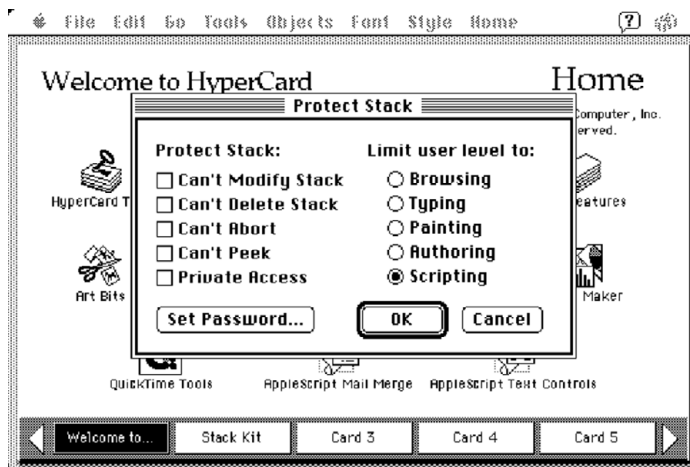 File Edit Go Tools Objects Font Style Home
Welcome to HyperCard
Home
Protect Stack
Computer, Inc.
erved.
Protect Stack:
Limit user level to:
Can't Modify Stack
Browsing
Can't Delete Stack
Typing
Can't Abort
Painting
Can't Peek
Authoring
Private Access
Scripting
HyperCard T
eatures
Art Bits
Maker
Set Password...
OK
Cancel
QuickTime Tools
AppleScript Mail Merge
AppleScript Text Controls
Welcome to...
Stack Kit
Card 3
Card 4
Card 5